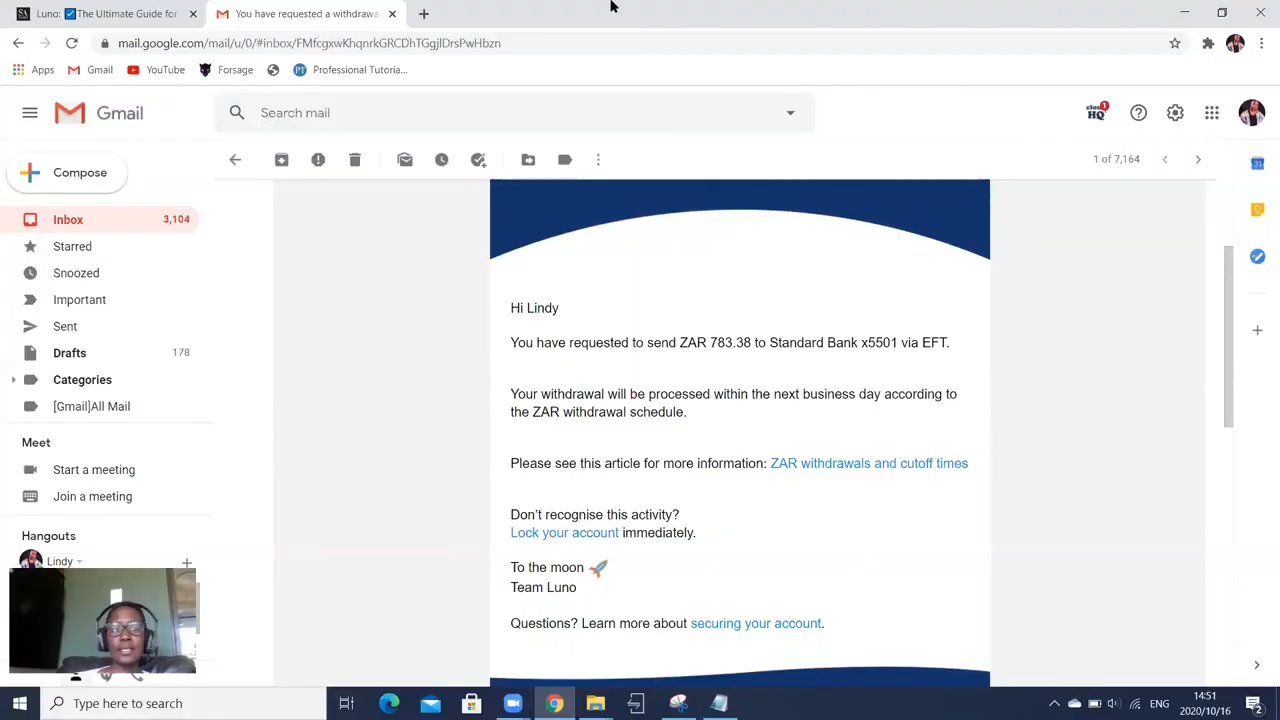 Luno: ☑ The Ultimate Guide for
You have requested a withdrawa
mail.google.com/mail/u/0/#inbox/FMfcgxwKhqnrkGRCDhTGgjlDrsPwHbzn
Apps
Gmail
YouTube
Forsage
Professional Tutoria...
Gmail
Search mail
HQ
1
Compose
1 of 7,164
31
Inbox 3,104
Starred
Snoozed
Important
Sent
Drafts 178
Categories
[Gmail]All Mail
Meet
Start a meeting
Join a meeting
Hangouts
Lindy
Hi Lindy
You have requested to send ZAR 783.38 to Standard Bank x5501 via EFT.
Your withdrawal will be processed within the next business day according to
the ZAR withdrawal schedule.
Please see this article for more information: ZAR withdrawals and cutoff times
Don't recognise this activity?
Lock your account immediately.
To the moon 🚀
Team Luno
Questions? Learn more about securing your account.
Type here to search
ENG
14:51
2020/10/16
2